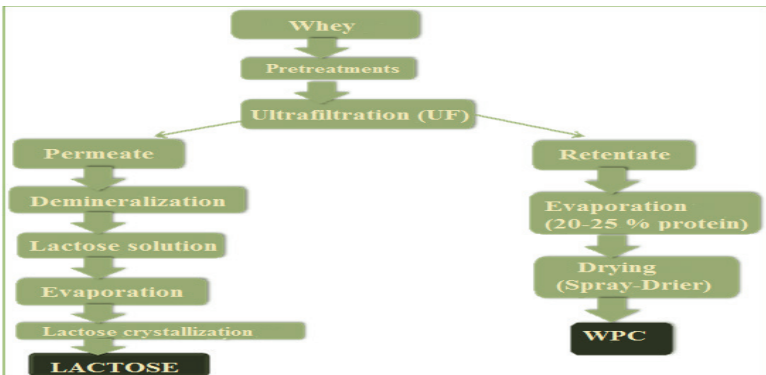 Whey
Pretreatments
Ultrafiltration (UF)
Permeate
Demineralization
Lactose solution
Evaporation
Lactose crystallization
LACTOSE
Retentate
Evaporation
(20-25 % protein)
Drying
(Spray-Drier)
WPC